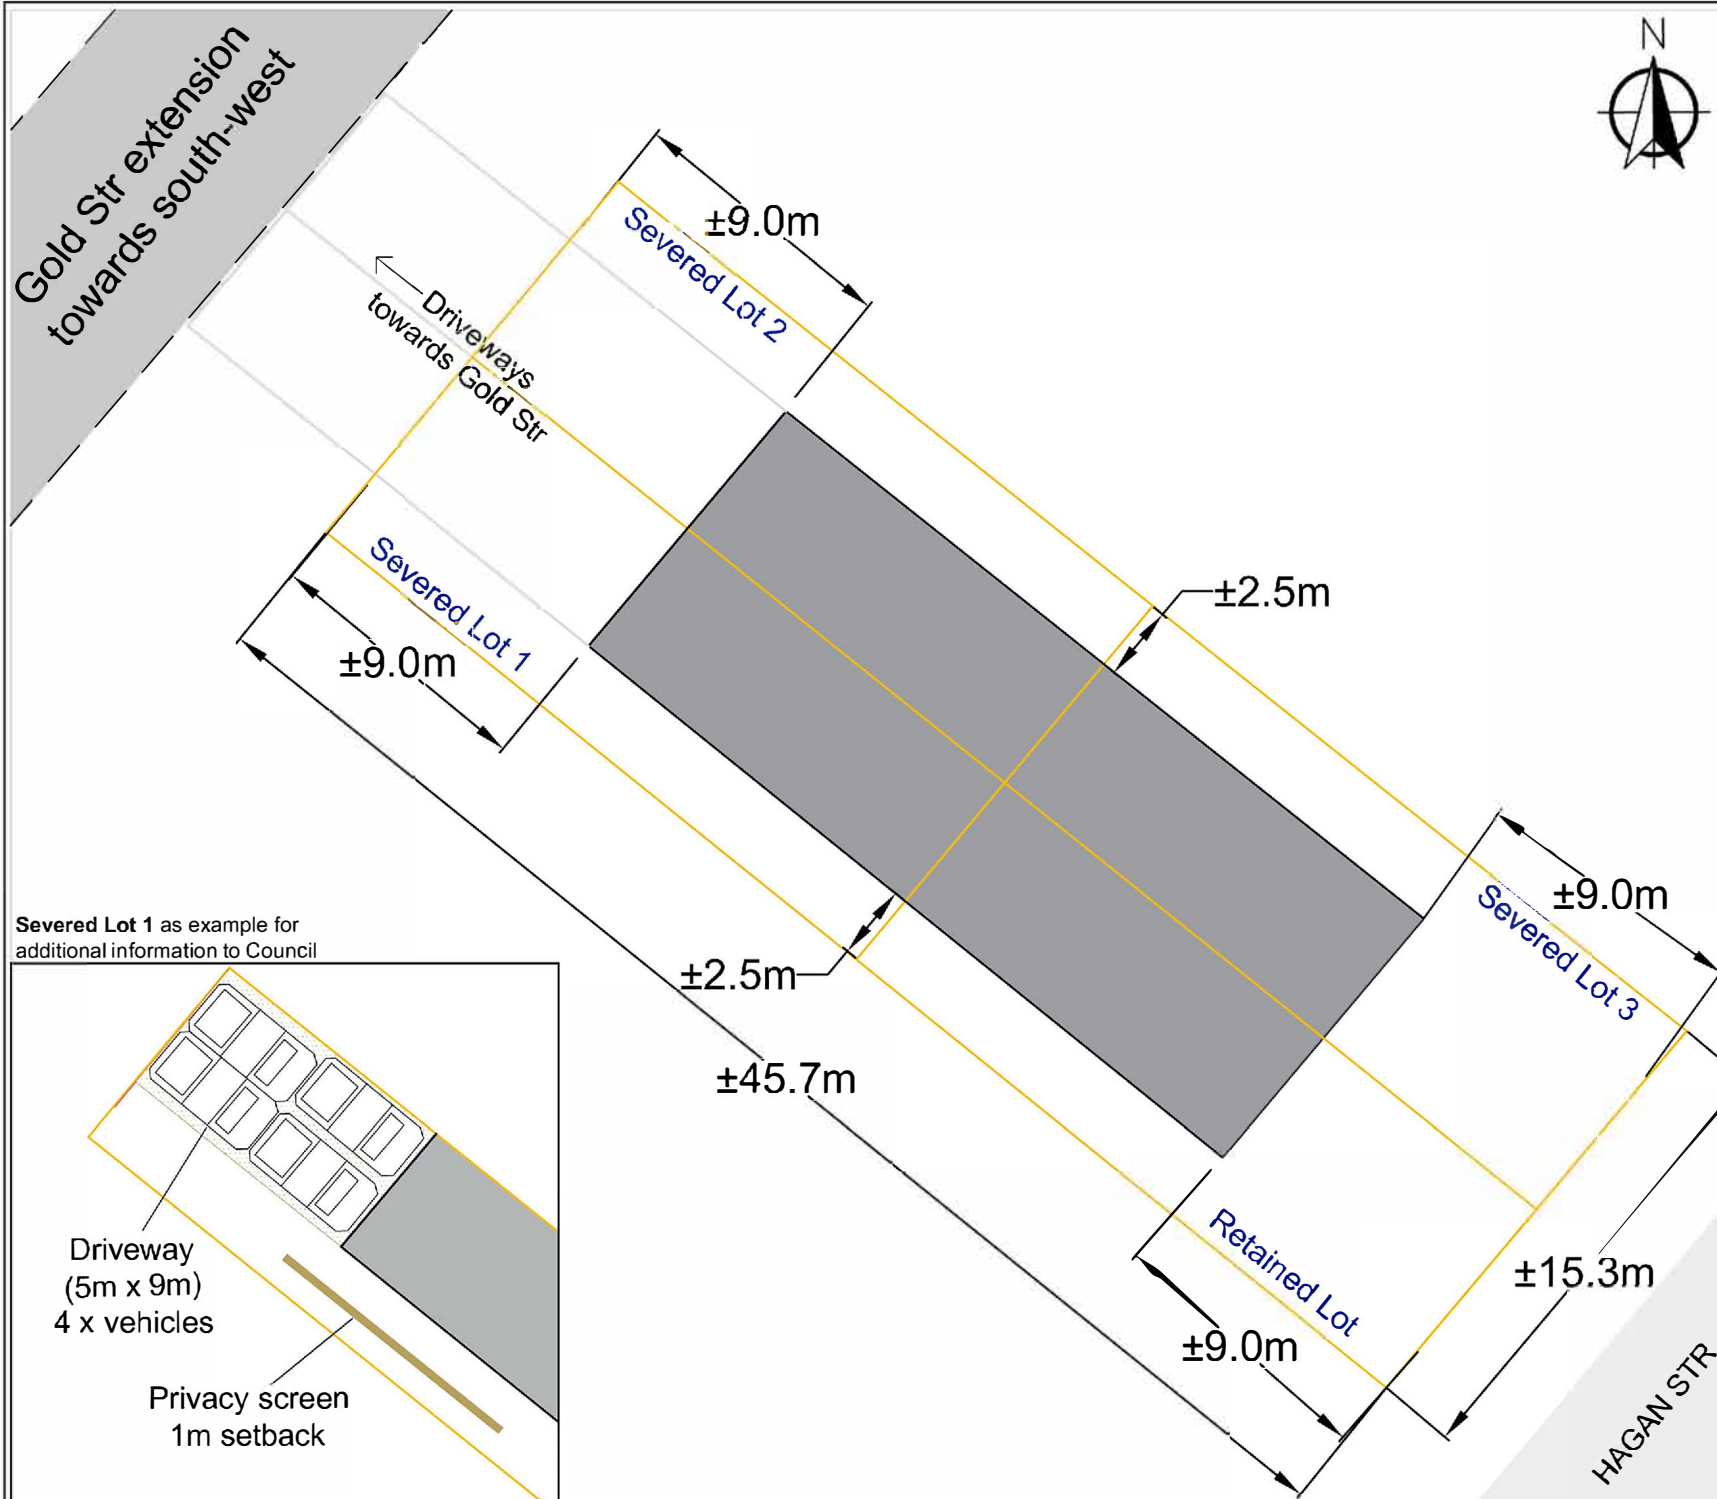 Gold Str extension
towards south-west
N
±9.0m
Severed Lot 2
Driveways
towards Gold Str
Severed Lot 1
±9.0m
±2.5m
±9.0m
Severed Lot 3
Severed Lot 1 as example for
additional information to Council
±2.5m
±45.7m
Retained Lot
±15.3m
±9.0m
HAGAN STR
Driveway
(5m x 9m)
4 x vehicles
Privacy screen
1m setback